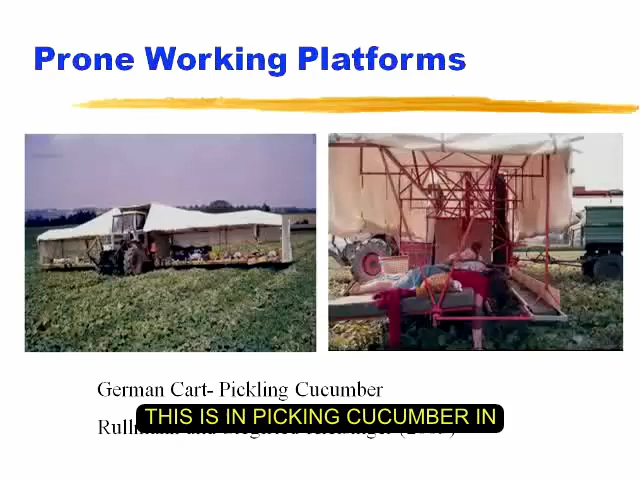 Prone Working Platforms
German Cart- Pickling Cucumber
THIS IS IN PICKING CUCUMBER IN